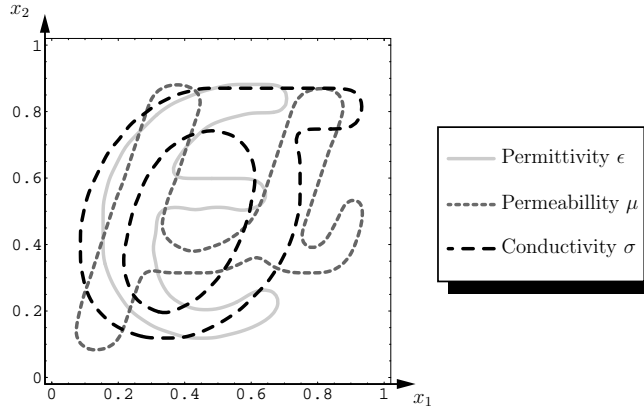 x₂
1
0.8
0.6
0.4
0.2
0
0 0.2 0.4 0.6 0.8 1
x₁
Permittivity ϵ
Permeabillity μ
Conductivity σ